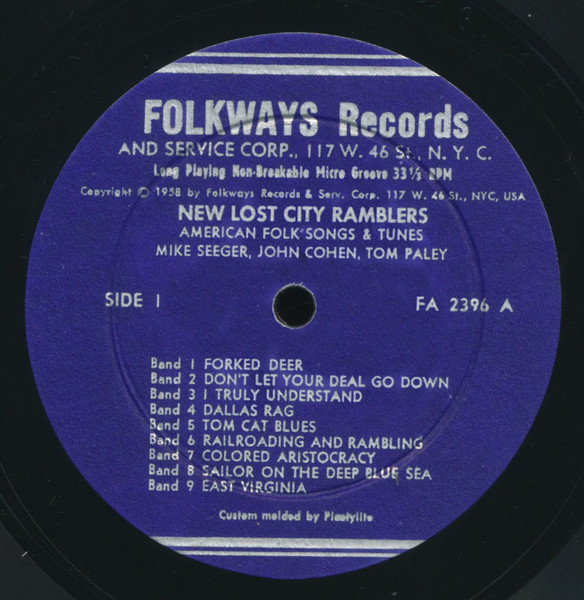 FOLKWAYS Records
AND SERVICE CORP., 117 W. 46 St., N. Y. C.
Long Playing Non-Breakable Micro Groove 33⅓ RPM
Copyright © 1958 by Folkways Records & Serv. Corp. 117 W. 46 St., NYC, USA
NEW LOST CITY RAMBLERS
AMERICAN FOLK SONGS & TUNES
MIKE SEEGER, JOHN COHEN, TOM PALEY
SIDE I FA 2396 A
Band 1 FORKED DEER
Band 2 DON'T LET YOUR DEAL GO DOWN
Band 3 I TRULY UNDERSTAND
Band 4 DALLAS RAG
Band 5 TOM CAT BLUES
Band 6 RAILROADING AND RAMBLING
Band 7 COLORED ARISTOCRACY
Band 8 SAILOR ON THE DEEP BLUE SEA
Band 9 EAST VIRGINIA
Custom molded by Plastylite